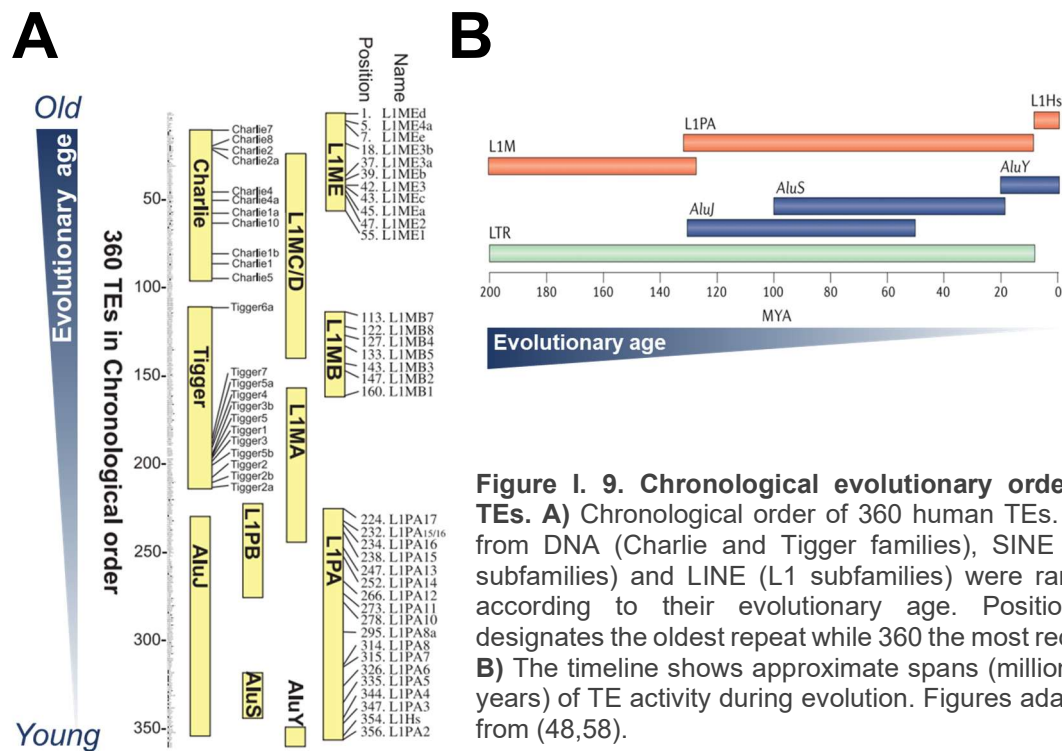 A
Old
Evolutionary age
Young
360 TEs in Chronological order
50-
100-
150-
200-
250-
300-
350-
Charlie
Charlie7
Charlie8
Charlie2
Charlie2a
Charlie4
Charlie4a
Charlie1a
Charlie10
Charlie1b
Charlie1
Charlie5
Tigger
Tigger6a
Tigger7
Tigger5a
Tigger4
Tigger3b
Tigger5
Tigger1
Tigger3
Tigger5b
Tigger2
Tigger2b
Tigger2a
AluJ
L1PB
AluS
L1MC/D
L1MA
AluY
Position Name
L1ME
1. L1MEd
5. L1ME4a
7. L1MEe
18. L1ME3b
37. L1ME3a
39. L1MEb
42. L1ME3
43. L1MEc
45. L1MEa
47. L1ME2
55. L1ME1
L1MB
113. L1MB7
122. L1MB8
127. L1MB4
133. L1MB5
143. L1MB3
147. L1MB2
160. L1MB1
L1PA
224. L1PA17
232. L1PA15/16
234. L1PA16
238. L1PA15
247. L1PA13
252. L1PA14
266. L1PA12
273. L1PA11
278. L1PA10
295. L1PA8a
314. L1PA8
315. L1PA7
326. L1PA6
335. L1PA5
344. L1PA4
347. L1PA3
354. L1Hs
356. L1PA2
B
L1Hs
L1PA
L1M
AluY
AluS
AluJ
LTR
200 180 160 140 120 100 80 60 40 20 0
MYA
Evolutionary age
Figure I. 9. Chronological evolutionary orde
TEs. A) Chronological order of 360 human TEs.
from DNA (Charlie and Tigger families), SINE
subfamilies) and LINE (L1 subfamilies) were ran
according to their evolutionary age. Position
designates the oldest repeat while 360 the most rec
B) The timeline shows approximate spans (million
years) of TE activity during evolution. Figures adap
from (48,58).